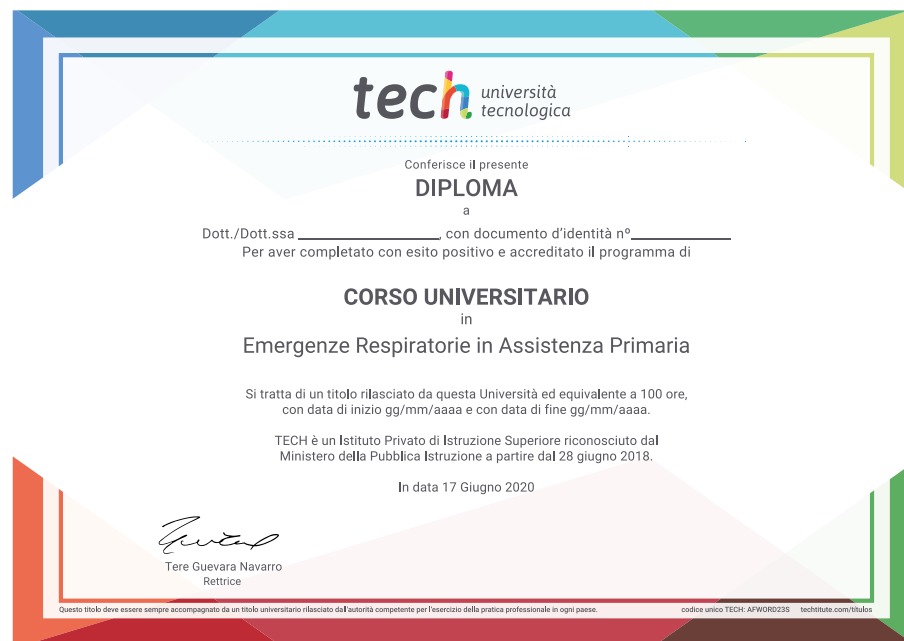 tech università
tecnologica
Conferisce il presente
DIPLOMA
a
Dott./Dott.ssa ________________, con documento d'identità nº____________
Per aver completato con esito positivo e accreditato il programma di
CORSO UNIVERSITARIO
in
Emergenze Respiratorie in Assistenza Primaria
Si tratta di un titolo rilasciato da questa Università ed equivalente a 100 ore,
con data di inizio gg/mm/aaaa e con data di fine gg/mm/aaaa.
TECH è un Istituto Privato di Istruzione Superiore riconosciuto dal
Ministero della Pubblica Istruzione a partire dal 28 giugno 2018.
In data 17 Giugno 2020
Tere Guevara Navarro
Rettrice
Questo titolo deve essere sempre accompagnato da un titolo universitario rilasciato dall'autorità competente per l'esercizio della pratica professionale in ogni paese. codice unico TECH: AFWORD23S techtitute.com/títulos